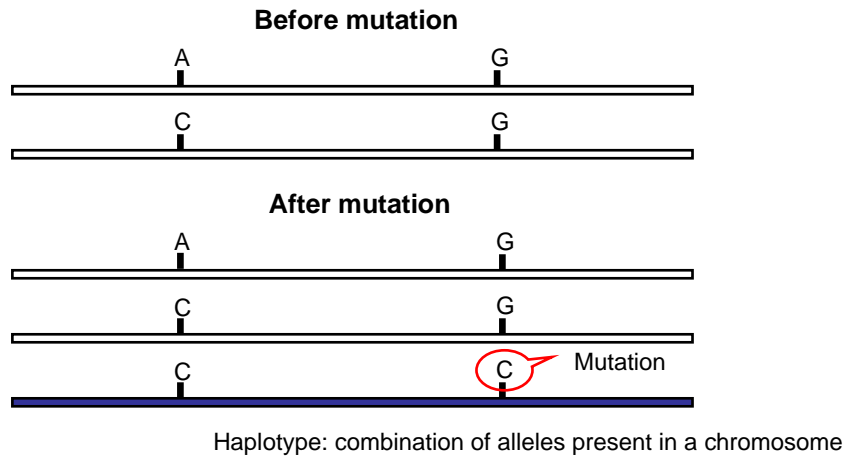 Before mutation
A G
C G
After mutation
A G
C G
C C Mutation
Haplotype: combination of alleles present in a chromosome